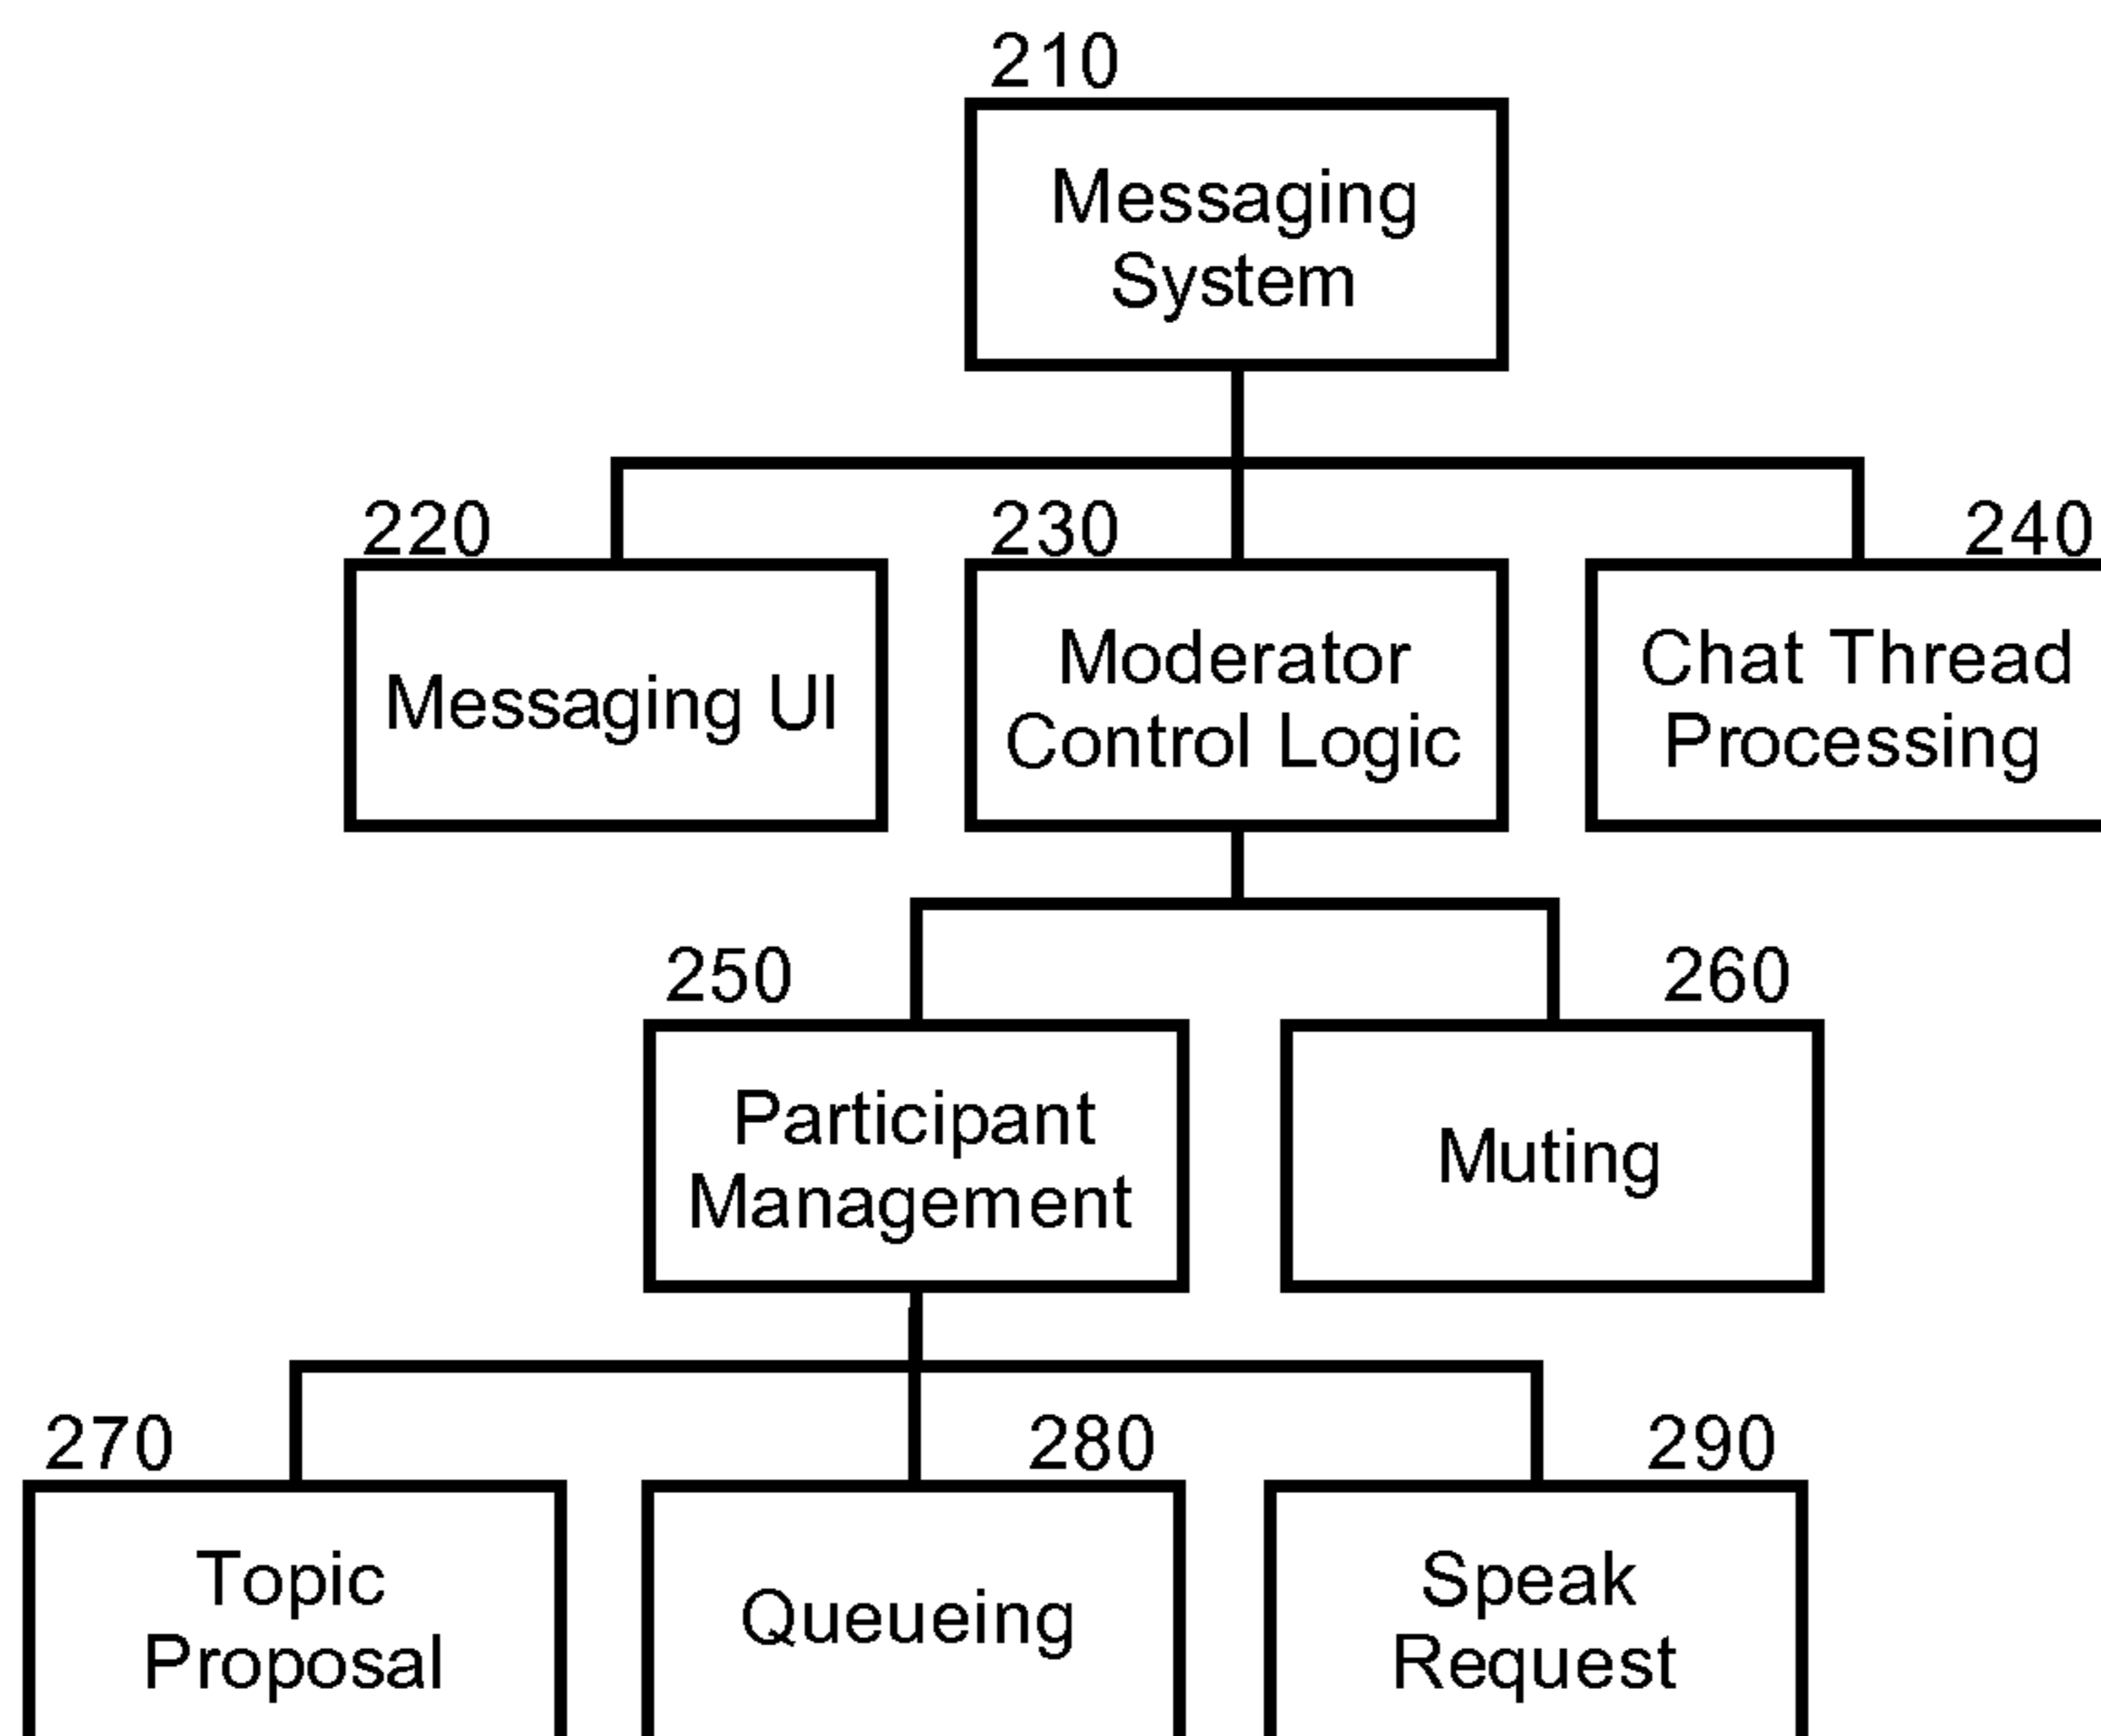 210
Messaging
System
220
230
240
Messaging UI
Moderator
Control Logic
Chat Thread
Processing
250
260
Participant
Management
Muting
270
280
290
Topic
Proposal
Queueing
Speak
Request